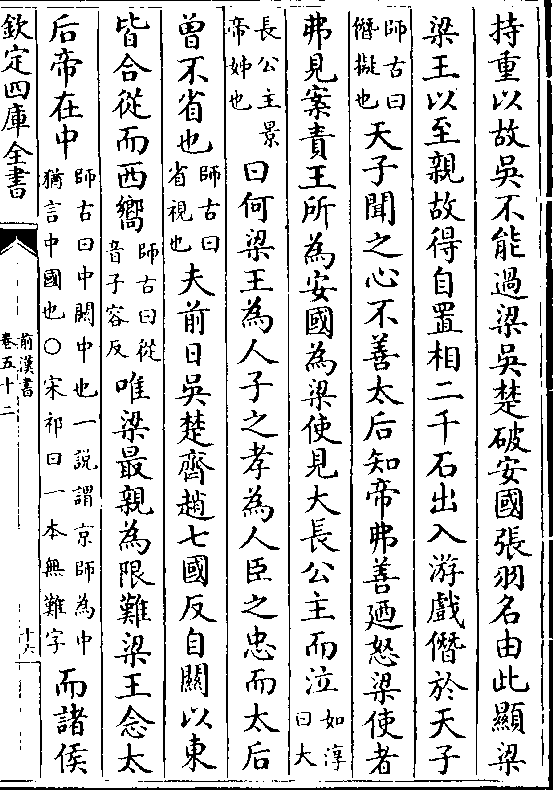 持重以故吳不能過梁吳楚破安國張羽名由此顯梁
梁王以至親故得自置相二千石出入游戲僭於天子
師古曰僭擬也天子聞之心不善太后知帝弗善廼怒梁使者
弗見案責王所為安國為梁使見大長公主而泣如淳曰大
長公主景帝姊也曰何梁王為人子之孝為人臣之忠而太后
曾不省也師古曰省視也夫前日吳楚齊趙七國反自關以東
皆合從而西嚮師古曰從音子容反唯梁最親為限難梁王念太
后帝在中師古曰中關中也一說謂京師為中猶言中國也○宋祁曰一本無難字而諸侯
欽定四庫全書
前漢書
卷五十二
十六